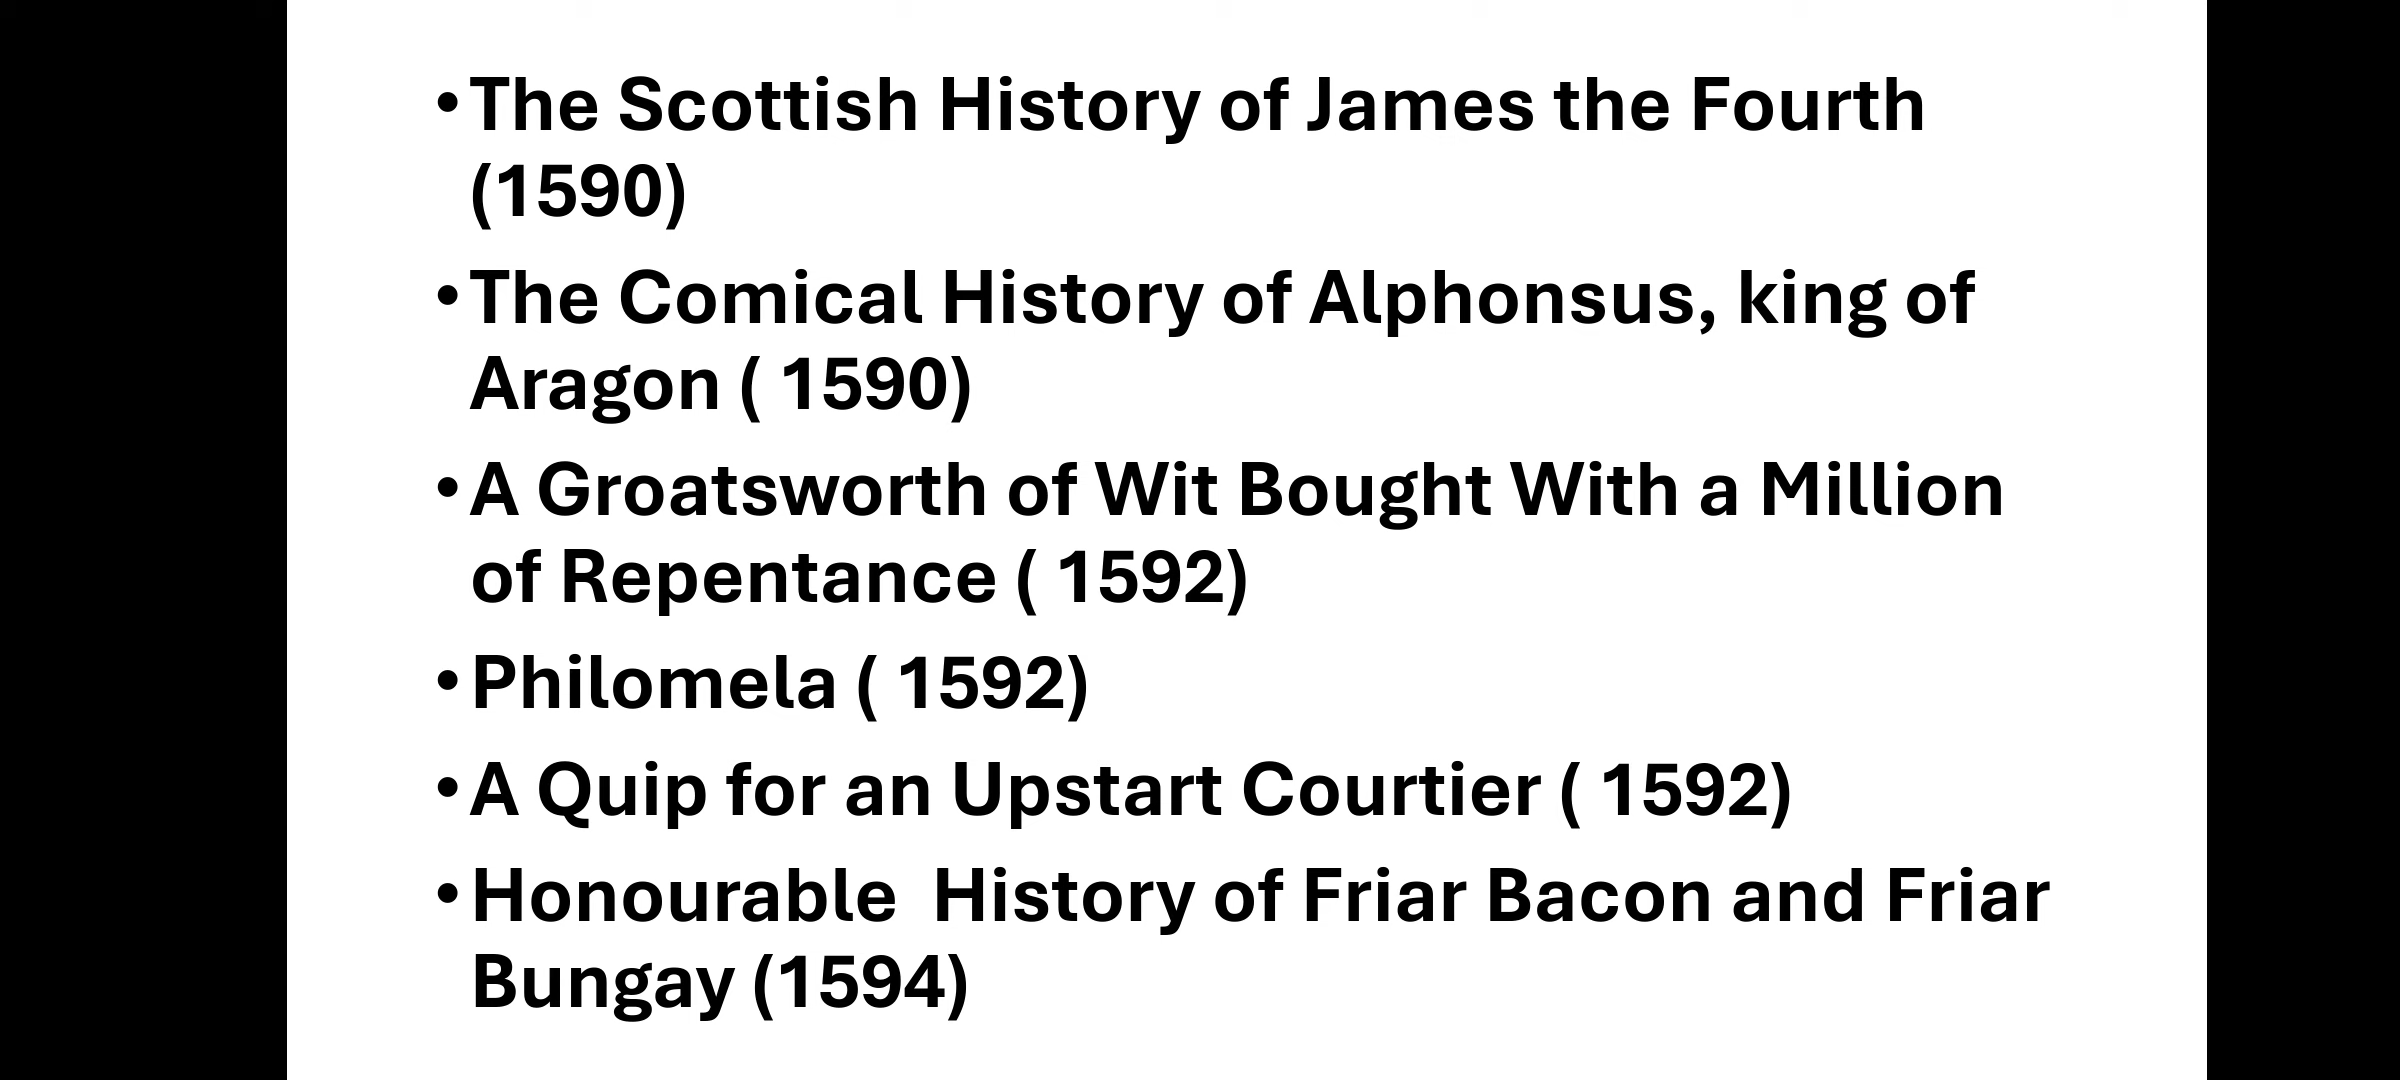 •The Scottish History of James the Fourth
(1590)
•The Comical History of Alphonsus, king of
Aragon ( 1590)
•A Groatsworth of Wit Bought With a Million
of Repentance ( 1592)
•Philomela ( 1592)
•A Quip for an Upstart Courtier ( 1592)
•Honourable  History of Friar Bacon and Friar
Bungay (1594)